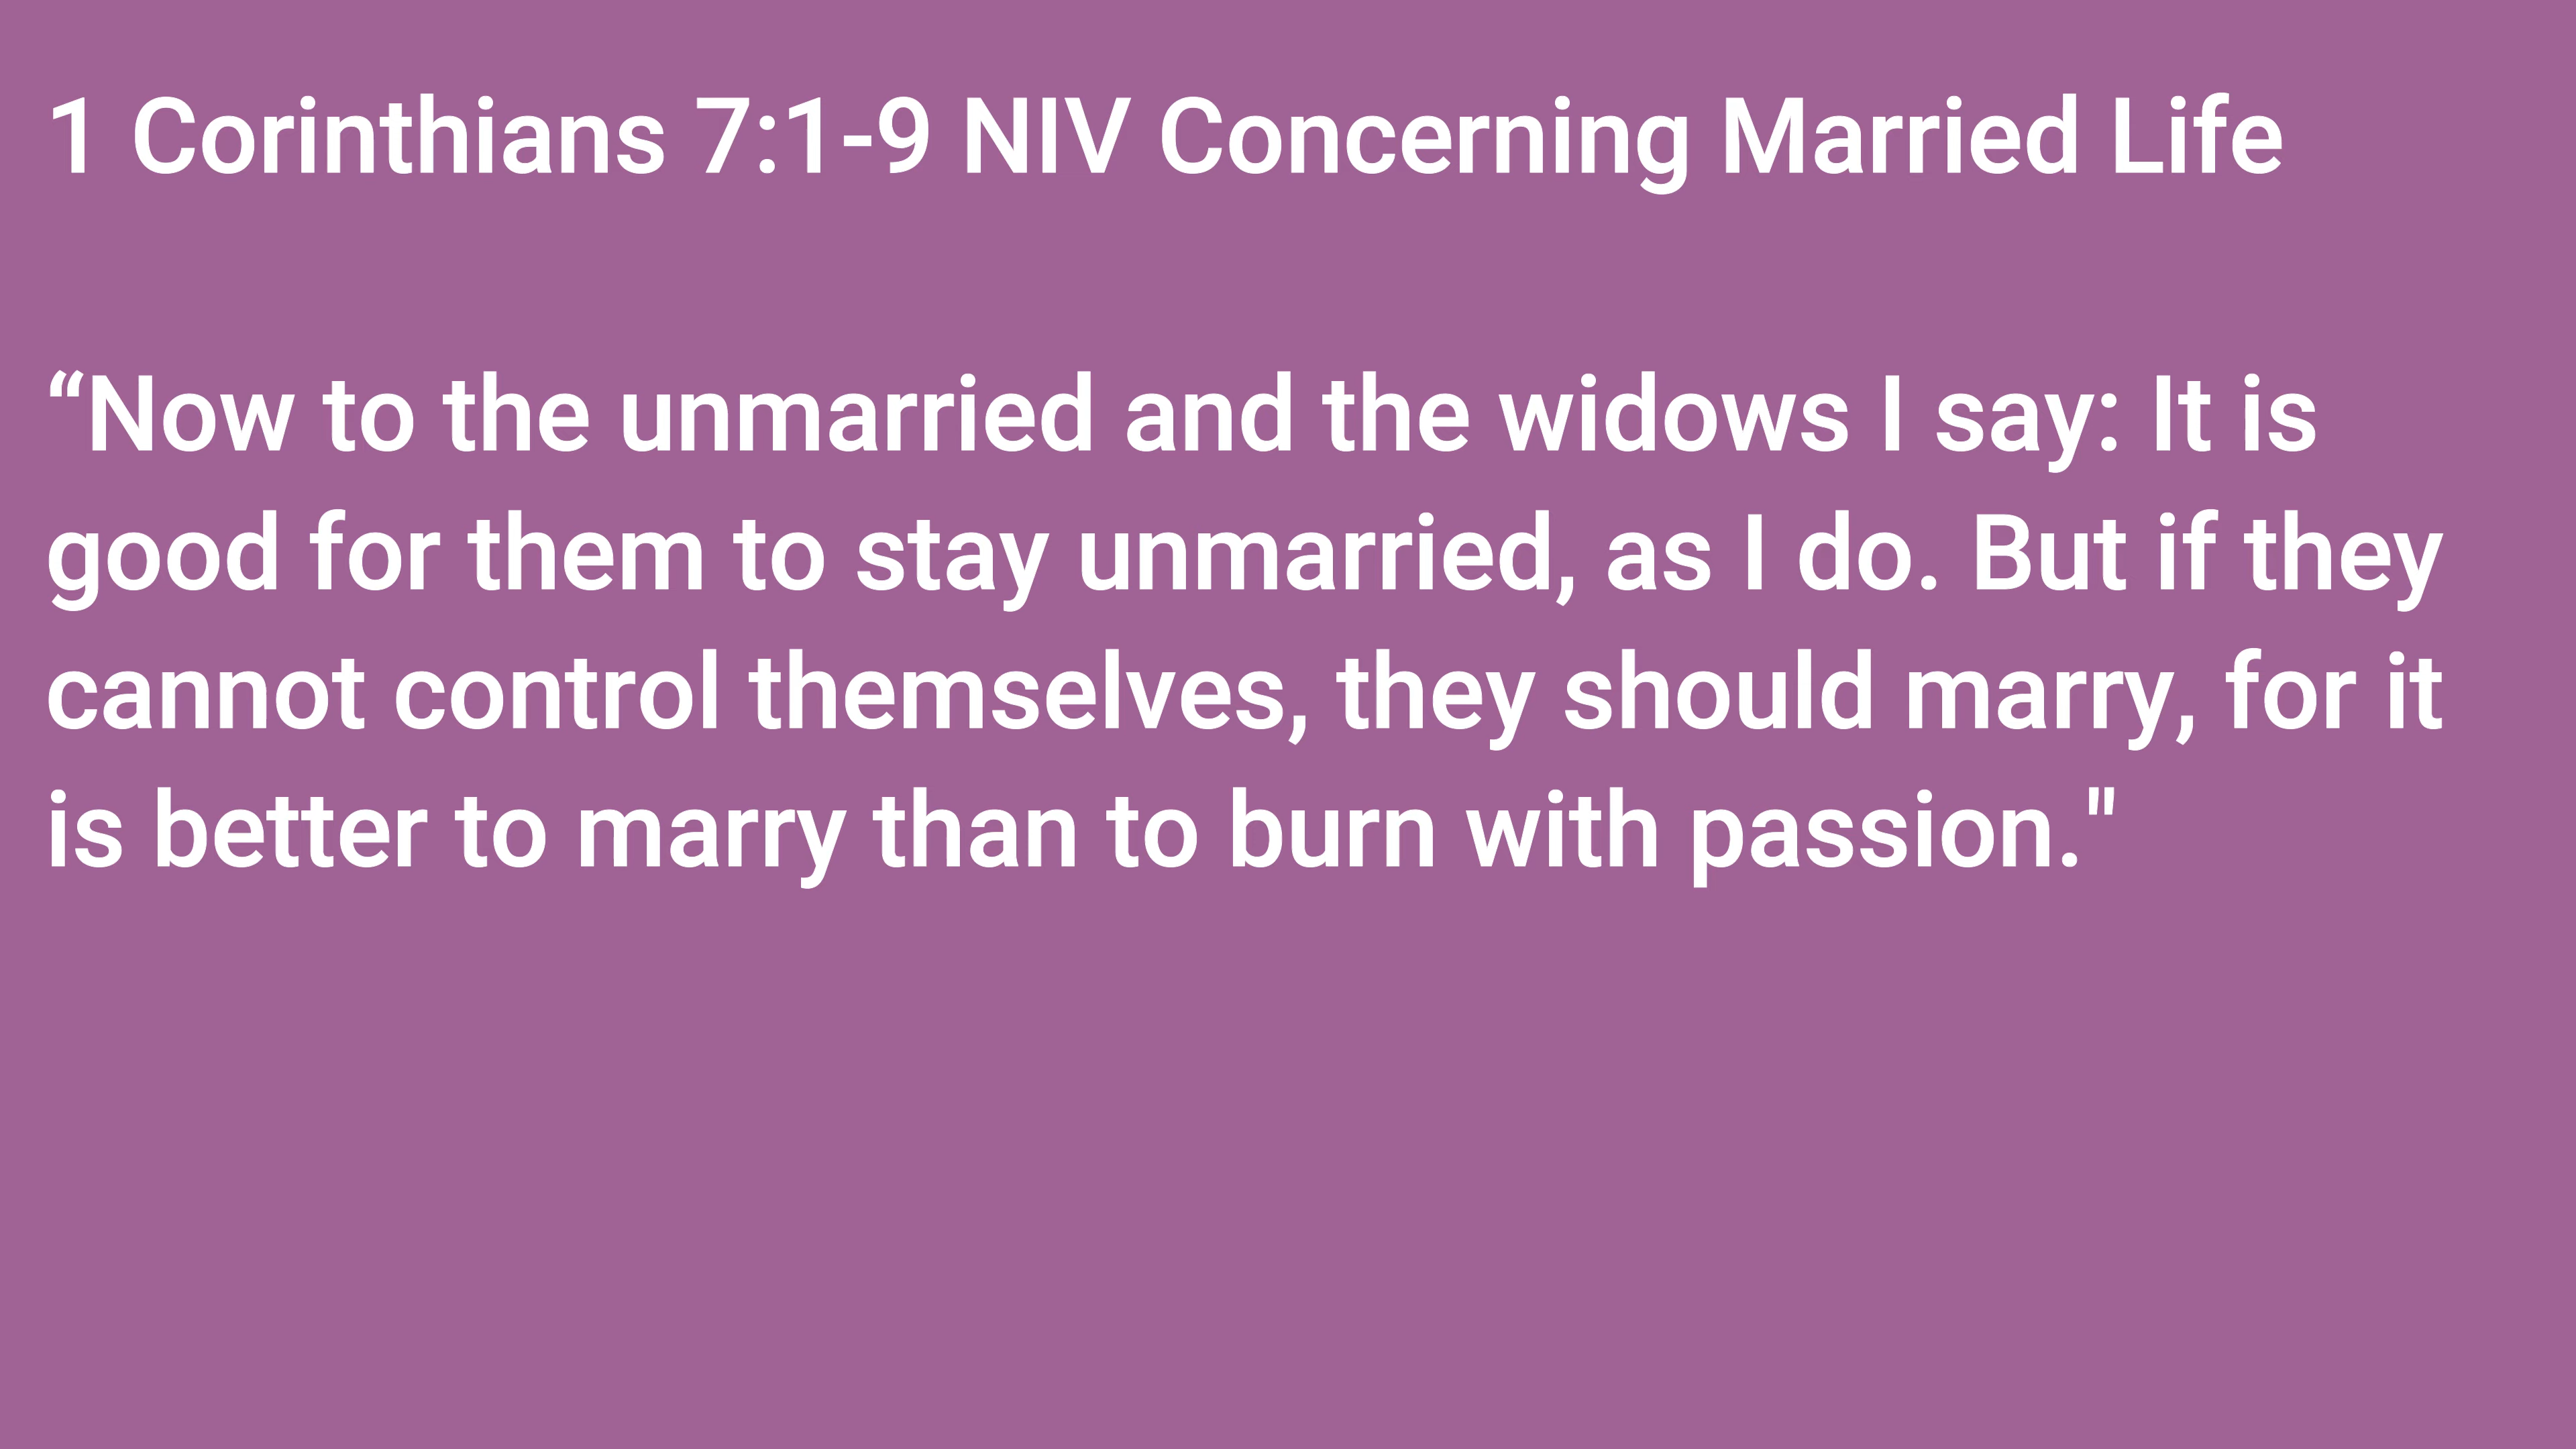 1 Corinthians 7:1-9 NIV Concerning Married Life
“Now to the unmarried and the widows I say: It is
good for them to stay unmarried, as I do. But if they
cannot control themselves, they should marry, for it
is better to marry than to burn with passion."